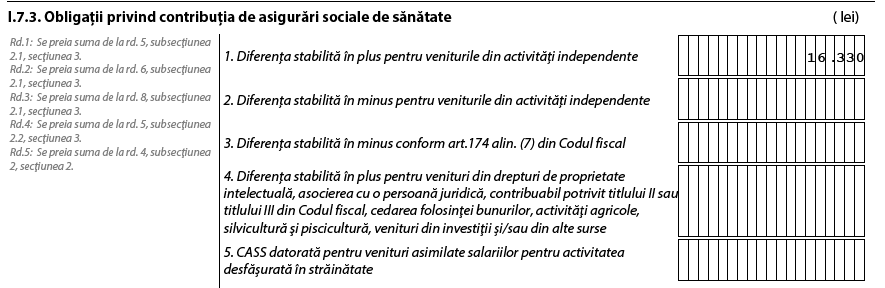 I.7.3. Obligații privind contribuția de asigurări sociale de sănătate ( lei)
Rd.1: Se preia suma de la rd. 5, subsecțiunea
2.1, secțiunea 3.
Rd.2: Se preia suma de la rd. 6, subsecțiunea
2.1, secțiunea 3.
Rd.3: Se preia suma de la rd. 8, subsecțiunea
2.1, secțiunea 3.
Rd.4: Se preia suma de la rd. 5, subsecțiunea
2.2, secțiunea 3.
Rd.5: Se preia suma de la rd. 4, subsecțiunea
2, secțiunea 2.
1. Diferența stabilită în plus pentru veniturile din activități independente 16.330
2. Diferența stabilită în minus pentru veniturile din activități independente
3. Diferența stabilită în minus conform art.174 alin. (7) din Codul fiscal
4. Diferența stabilită în plus pentru venituri din drepturi de proprietate
intelectuală, asocierea cu o persoană juridică, contribuabil potrivit titlului II sau
titlului III din Codul fiscal, cedarea folosinței bunurilor, activități agricole,
silvicultură și piscicultură, venituri din investiții și/sau din alte surse
5. CASS datorată pentru venituri asimilate salariilor pentru activitatea
desfășurată în străinătate